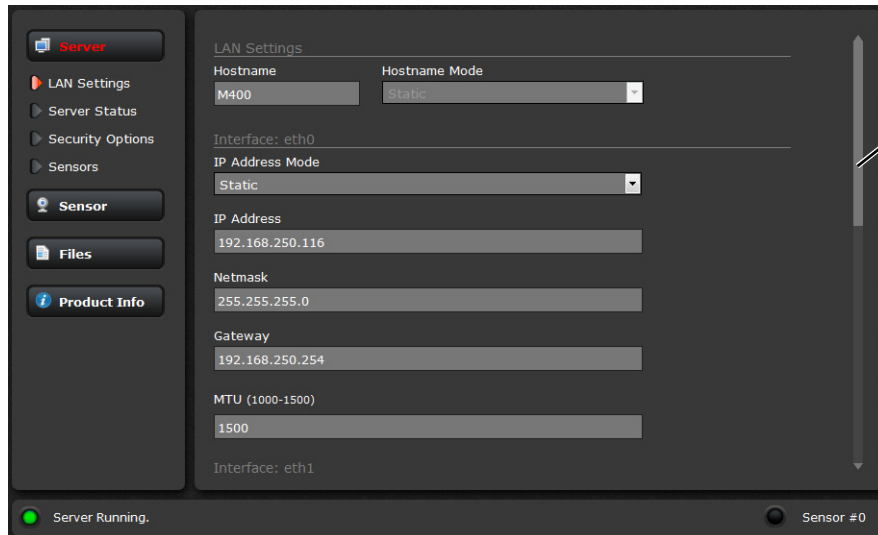 Server
LAN Settings
Server Status
Security Options
Sensors
Sensor
Files
Product Info
LAN Settings
Hostname Hostname Mode
M400 Static
Interface: eth0
IP Address Mode
Static
IP Address
192.168.250.116
Netmask
255.255.255.0
Gateway
192.168.250.254
MTU (1000-1500)
1500
Interface: eth1
Server Running. Sensor #0